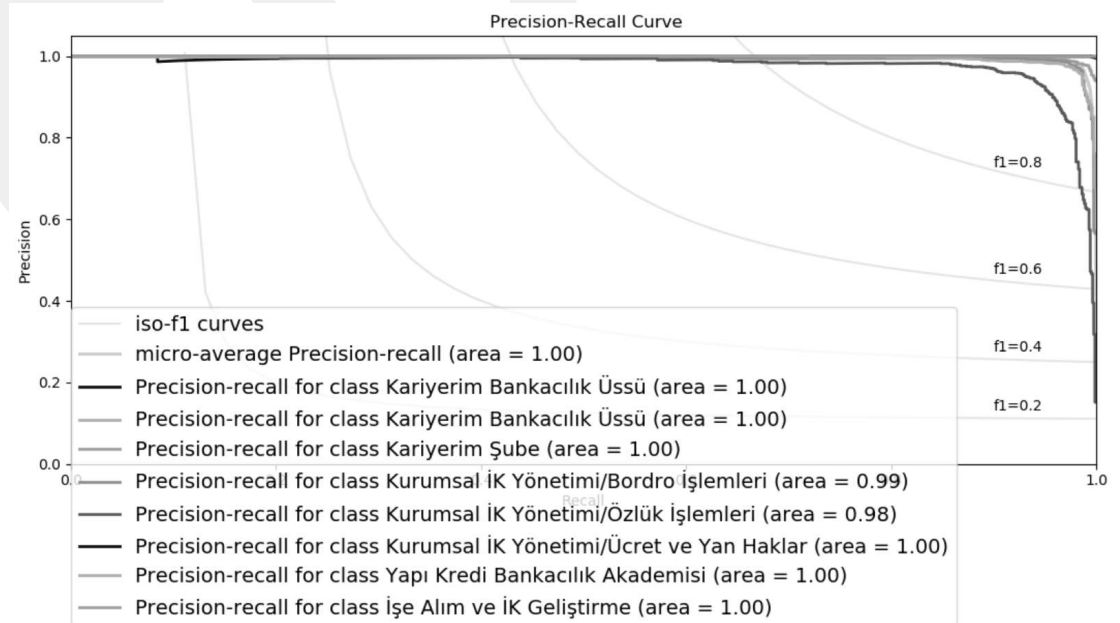 Precision-Recall Curve
1.0
0.8
0.6
0.4
0.2
0.0
Precision
f1=0.8
f1=0.6
f1=0.4
f1=0.2
0.0
1.0
Recall
iso-f1 curves
micro-average Precision-recall (area = 1.00)
Precision-recall for class Kariyerim Bankacılık Üssü (area = 1.00)
Precision-recall for class Kariyerim Bankacılık Üssü (area = 1.00)
Precision-recall for class Kariyerim Şube (area = 1.00)
Precision-recall for class Kurumsal İK Yönetimi/Bordro İşlemleri (area = 0.99)
Precision-recall for class Kurumsal İK Yönetimi/Özlük İşlemleri (area = 0.98)
Precision-recall for class Kurumsal İK Yönetimi/Ücret ve Yan Haklar (area = 1.00)
Precision-recall for class Yapı Kredi Bankacılık Akademisi (area = 1.00)
Precision-recall for class İşe Alım ve İK Geliştirme (area = 1.00)